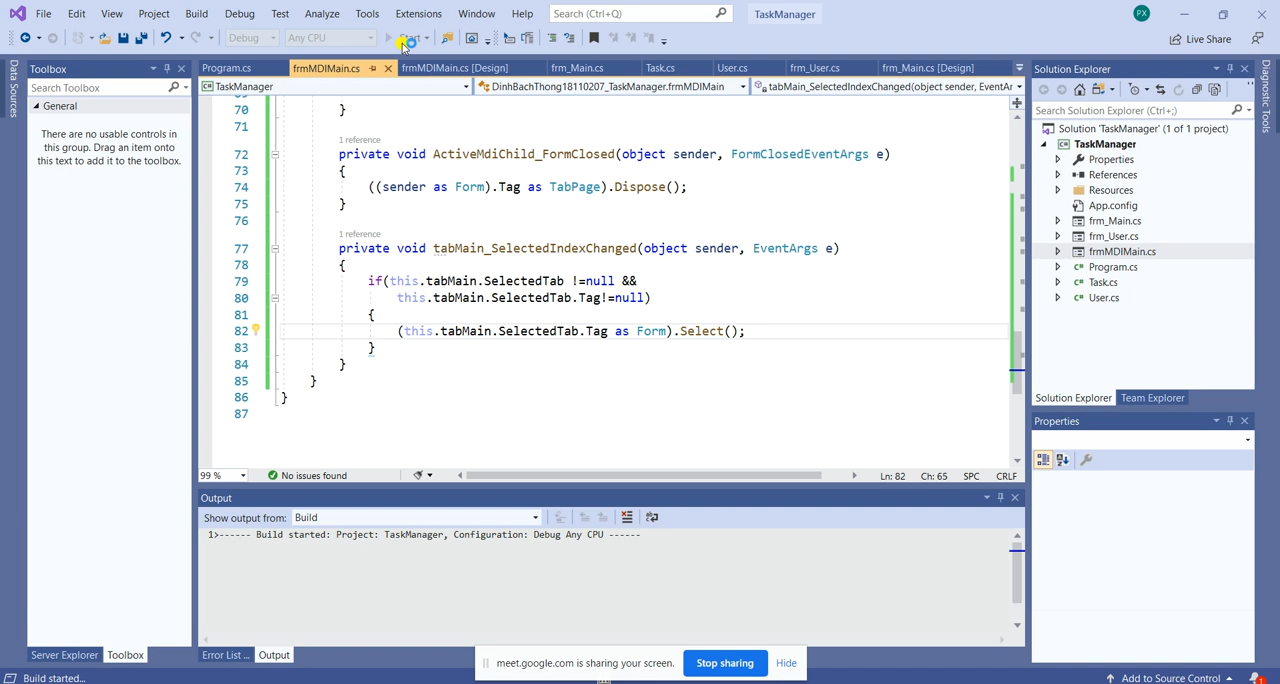 File Edit View Project Build Debug Test Analyze Tools Extensions Window Help Search (Ctrl+Q) TaskManager PX
Debug Any CPU Start Live Share
Data Sources
Toolbox
Search Toolbox
General
There are no usable controls in
this group. Drag an item onto
this text to add it to the toolbox.
Server Explorer Toolbox
Program.cs frmMDIMain.cs frmMDIMain.cs [Design] frm_Main.cs Task.cs User.cs frm_User.cs frm_Main.cs [Design]
TaskManager DinhBachThong18110207_TaskManager.frmMDIMain tabMain_SelectedIndexChanged(object sender, EventAr
70 }
71
1 reference
72 private void ActiveMdiChild_FormClosed(object sender, FormClosedEventArgs e)
73 {
74 ((sender as Form).Tag as TabPage).Dispose();
75 }
76
1 reference
77 private void tabMain_SelectedIndexChanged(object sender, EventArgs e)
78 {
79 if(this.tabMain.SelectedTab !=null &&
80 this.tabMain.SelectedTab.Tag!=null)
81 {
82 (this.tabMain.SelectedTab.Tag as Form).Select();
83 }
84 }
85 }
86 }
87
99 % No issues found Ln: 82 Ch: 65 SPC CRLF
Output
Show output from: Build
1>------ Build started: Project: TaskManager, Configuration: Debug Any CPU ------
Error List ... Output
Solution Explorer
Search Solution Explorer (Ctrl+;)
Solution 'TaskManager' (1 of 1 project)
TaskManager
Properties
References
Resources
App.config
frm_Main.cs
frm_User.cs
frmMDIMain.cs
Program.cs
Task.cs
User.cs
Solution Explorer Team Explorer
Properties
Diagnostic Tools
meet.google.com is sharing your screen. Stop sharing Hide
Build started... Add to Source Control 1